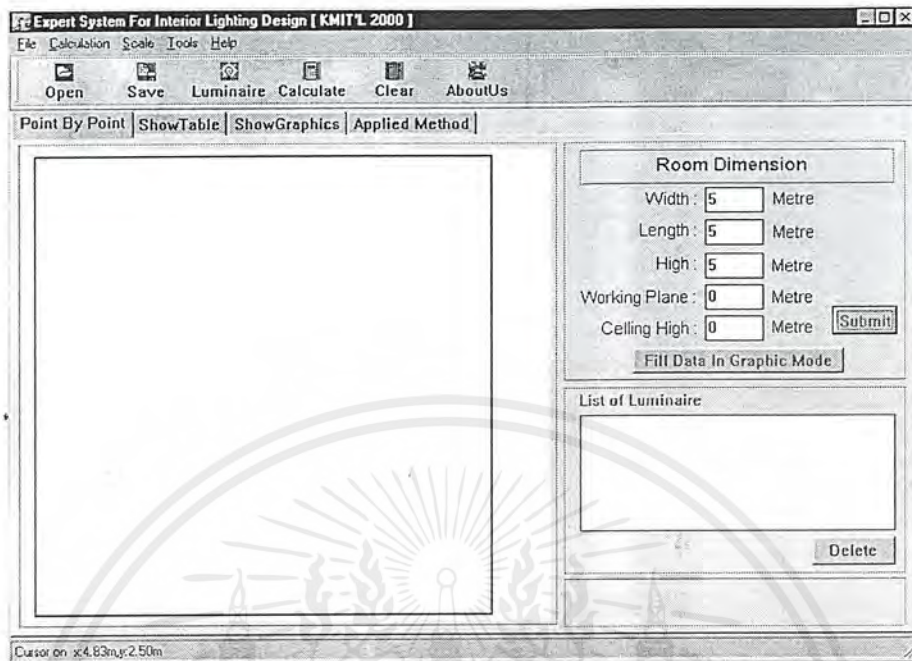 Expert System For Interior Lighting Design [ KMIT'L 2000 ]
File Calculation Scale Tools Help
Open Save Luminaire Calculate Clear AboutUs
Point By Point ShowTable ShowGraphics Applied Method
Room Dimension
Width : 5 Metre
Length : 5 Metre
High : 5 Metre
Working Plane : 0 Metre
Celling High : 0 Metre
Submit
Fill Data In Graphic Mode
List of Luminaire
Delete
Cursor on x:4.83m,y:2.50m